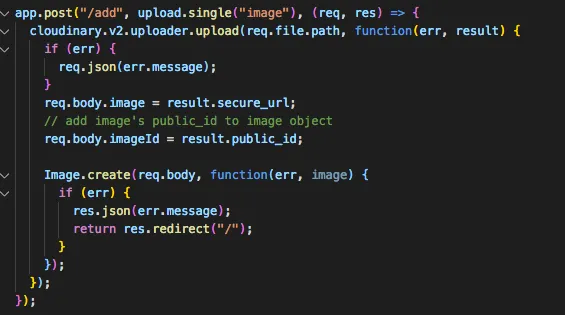 app.post("/add", upload.single("image"), (req, res) => {
  cloudinary.v2.uploader.upload(req.file.path, function(err, result) {
    if (err) {
      req.json(err.message);
    }
    req.body.image = result.secure_url;
    // add image's public_id to image object
    req.body.imageId = result.public_id;

    Image.create(req.body, function(err, image) {
      if (err) {
        res.json(err.message);
        return res.redirect("/");
      }
    });
  });
});